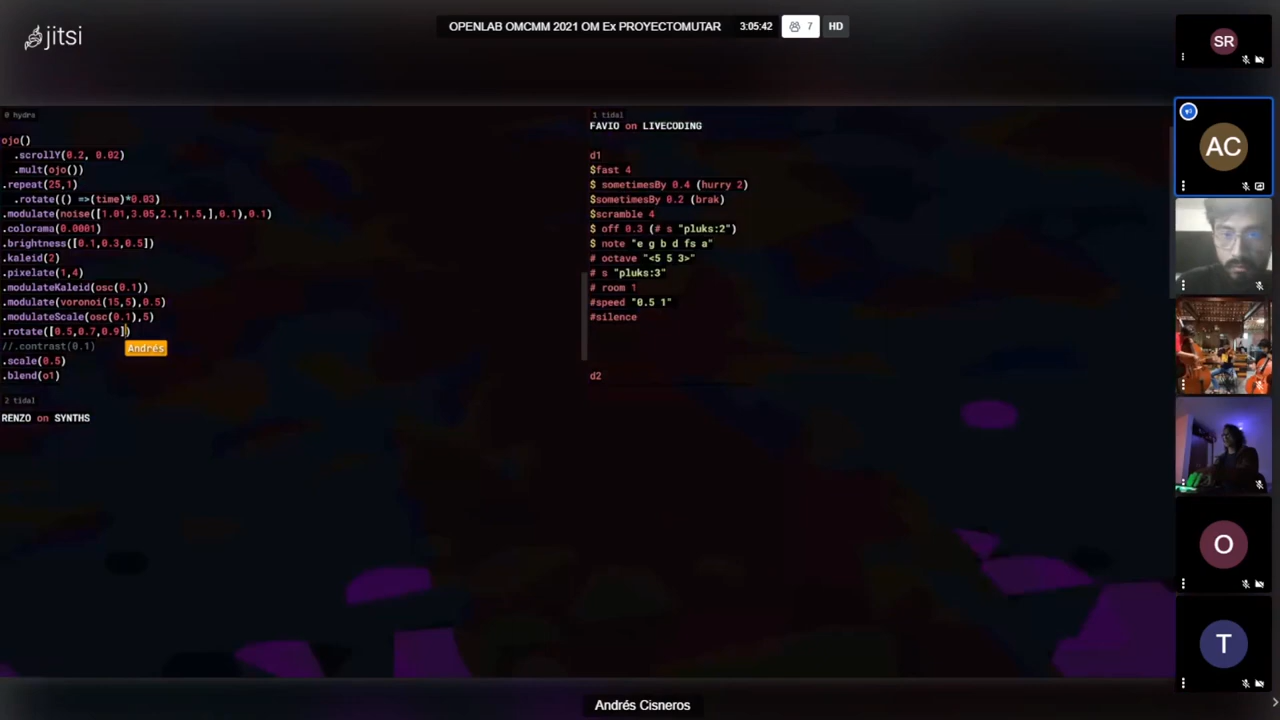 jitsi
OPENLAB OMCMM 2021 OM Ex PROYECTOMUTAR
3:05:42
7
HD
0 hydra
ojo()
.scrollY(0.2, 0.02)
.mult(ojo())
.repeat(25,1)
.rotate(() =>(time)*0.03)
.modulate(noise([1.01,3.05,2.1,1.5,],0.1),0.1)
.colorama(0.0001)
.brightness([0.1,0.3,0.5])
.kaleid(2)
.pixelate(1,4)
.modulateKaleid(osc(0.1))
.modulate(voronoi(15,5),0.5)
.modulateScale(osc(0.1),5)
.rotate([0.5,0.7,0.9])
//.contrast(0.1)
Andrés
.scale(0.5)
.blend(o1)
2 tidal
RENZO on SYNTHS
1 tidal
FAVIO on LIVECODING
d1
$fast 4
$ sometimesBy 0.4 (hurry 2)
$sometimesBy 0.2 (brak)
$scramble 4
$ off 0.3 (# s "pluks:2")
$ note "e g b d fs a"
# octave "<5 5 3>"
# s "pluks:3"
# room 1
#speed "0.5 1"
#silence
d2
SR
AC
O
T
Andrés Cisneros